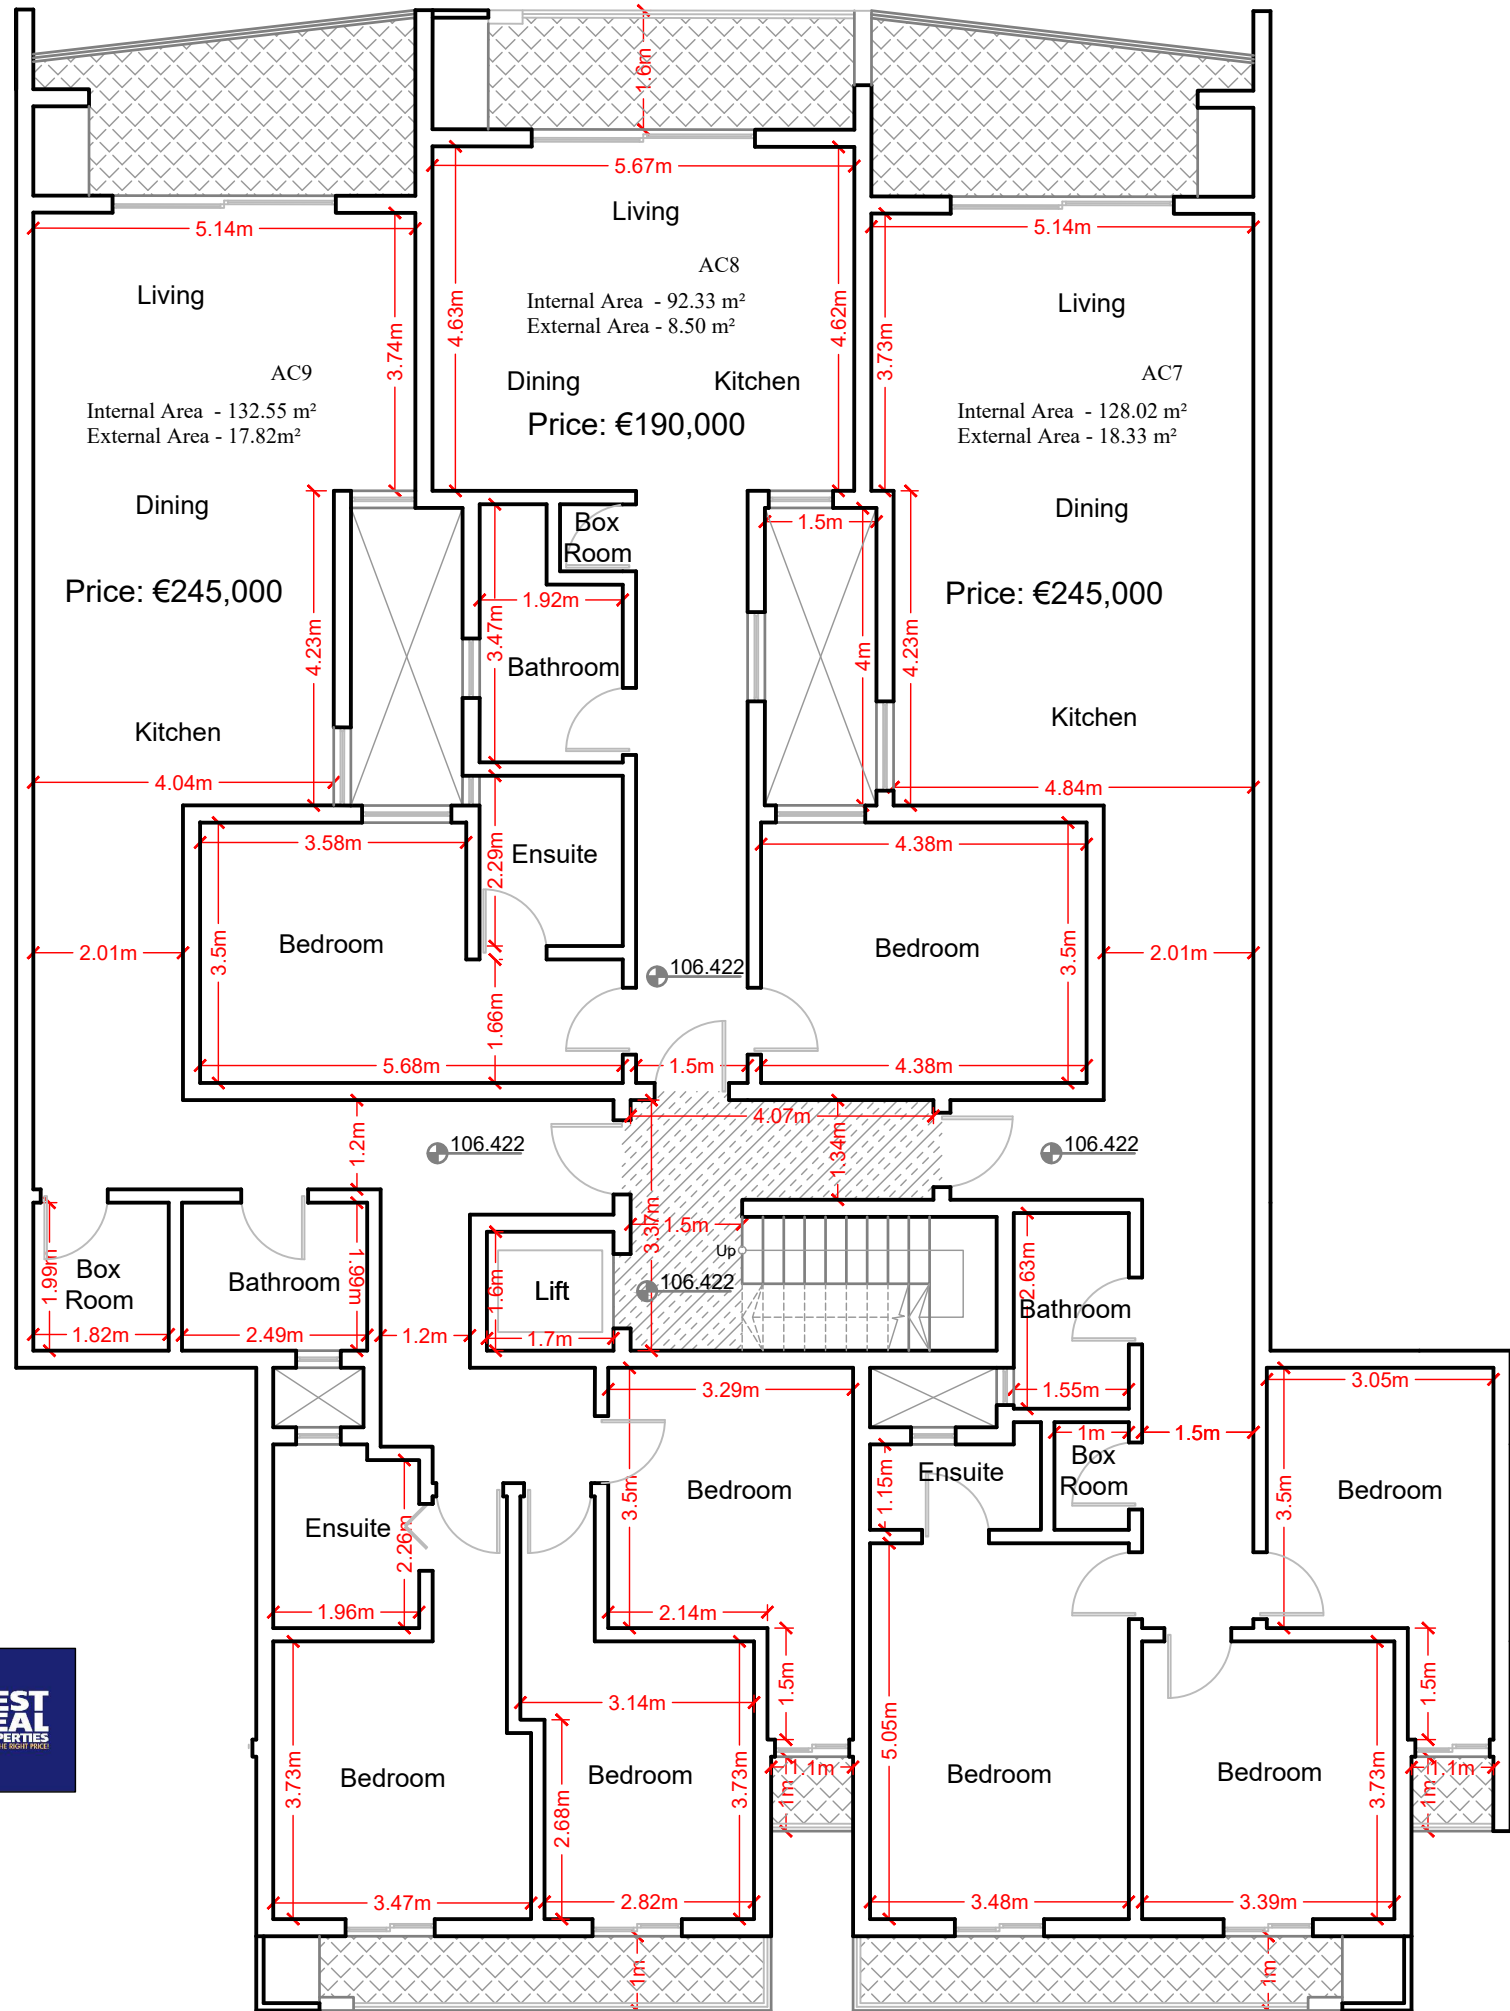 1.6m
5.67m
Living
5.14m
5.14m
AC8
Internal Area - 92.33 m²
External Area - 8.50 m²
Living
Living
4.63m
4.62m
3.74m
3.73m
AC9
Internal Area - 132.55 m²
External Area - 17.82m²
Dining
Kitchen
Price: €190,000
AC7
Internal Area - 128.02 m²
External Area - 18.33 m²
Dining
Box
Room
1.5m
Dining
Price: €245,000
1.92m
Price: €245,000
4.23m
3.47m
Bathroom
4m
4.23m
Kitchen
Kitchen
4.04m
4.84m
3.58m
Ensuite
2.29m
4.38m
Bedroom
Bedroom
2.01m
3.5m
3.5m
2.01m
106.422
1.66m
5.68m
1.5m
4.38m
4.07m
1.2m
106.422
1.34m
106.422
3.37m
1.5m
Up
1.99m
Box
Room
Bathroom
1.99m
1.6m
Lift
106.422
2.63m
Bathroom
1.82m
2.49m
1.2m
1.7m
3.29m
1.55m
3.05m
1m
1.5m
Box
Room
Ensuite
1.15m
Bedroom
3.5m
Bedroom
3.5m
Ensuite
2.26m
1.96m
2.14m
1.5m
1.5m
3.14m
EST
EAL
PERTIES
HE RIGHT PRICE!
5.05m
3.73m
Bedroom
Bedroom
2.68m
3.73m
1.1m
1m
Bedroom
Bedroom
3.73m
1.1m
1m
3.47m
2.82m
3.48m
3.39m
1m
1m